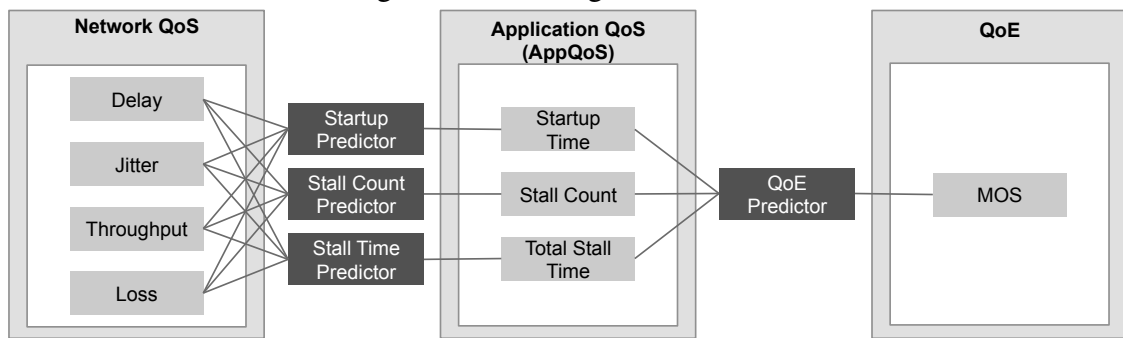 Network QoS
Delay
Jitter
Throughput
Loss
Startup
Predictor
Stall Count
Predictor
Stall Time
Predictor
Application QoS
(AppQoS)
Startup
Time
Stall Count
Total Stall
Time
QoE
Predictor
QoE
MOS